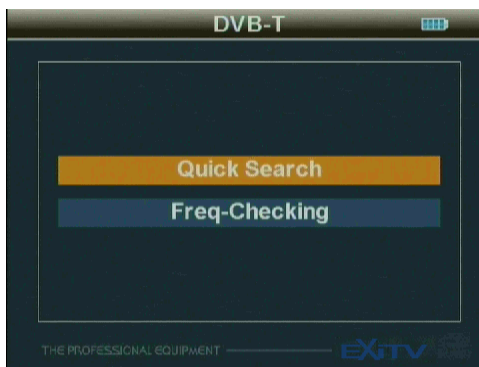 DVB-T
Quick Search
Freq-Checking
THE PROFESSIONAL EQUIPMENT
EXiTV